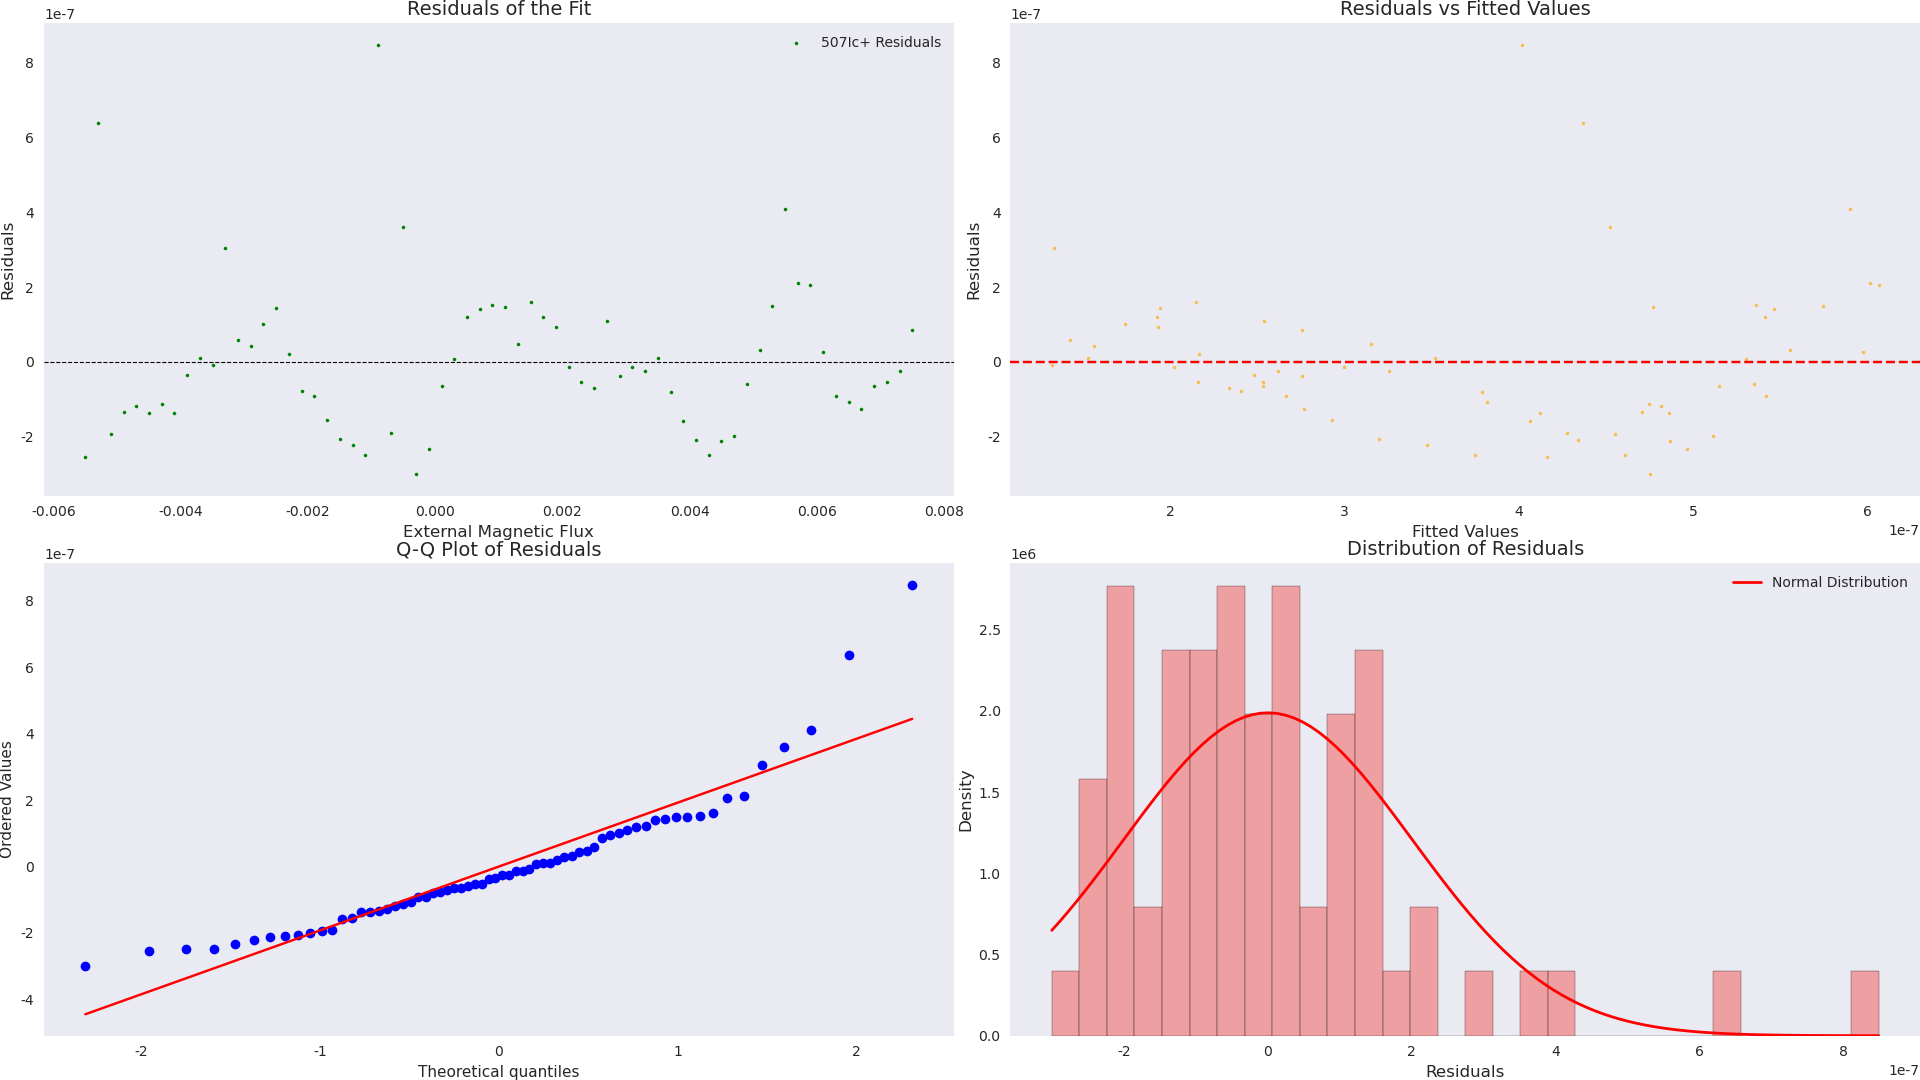 Residuals of the Fit
1e-7
507Ic+ Residuals
8
6
4
2
0
-2
Residuals
-0.006 -0.004 -0.002 0.000 0.002 0.004 0.006 0.008
External Magnetic Flux
Residuals vs Fitted Values
1e-7
8
6
4
2
0
-2
Residuals
2 3 4 5 6
1e-7
Fitted Values
Q-Q Plot of Residuals
1e-7
8
6
4
2
0
-2
-4
Ordered Values
-2 -1 0 1 2
Theoretical quantiles
Distribution of Residuals
1e6
Normal Distribution
2.5
2.0
1.5
1.0
0.5
0.0
Density
-2 0 2 4 6 8
1e-7
Residuals